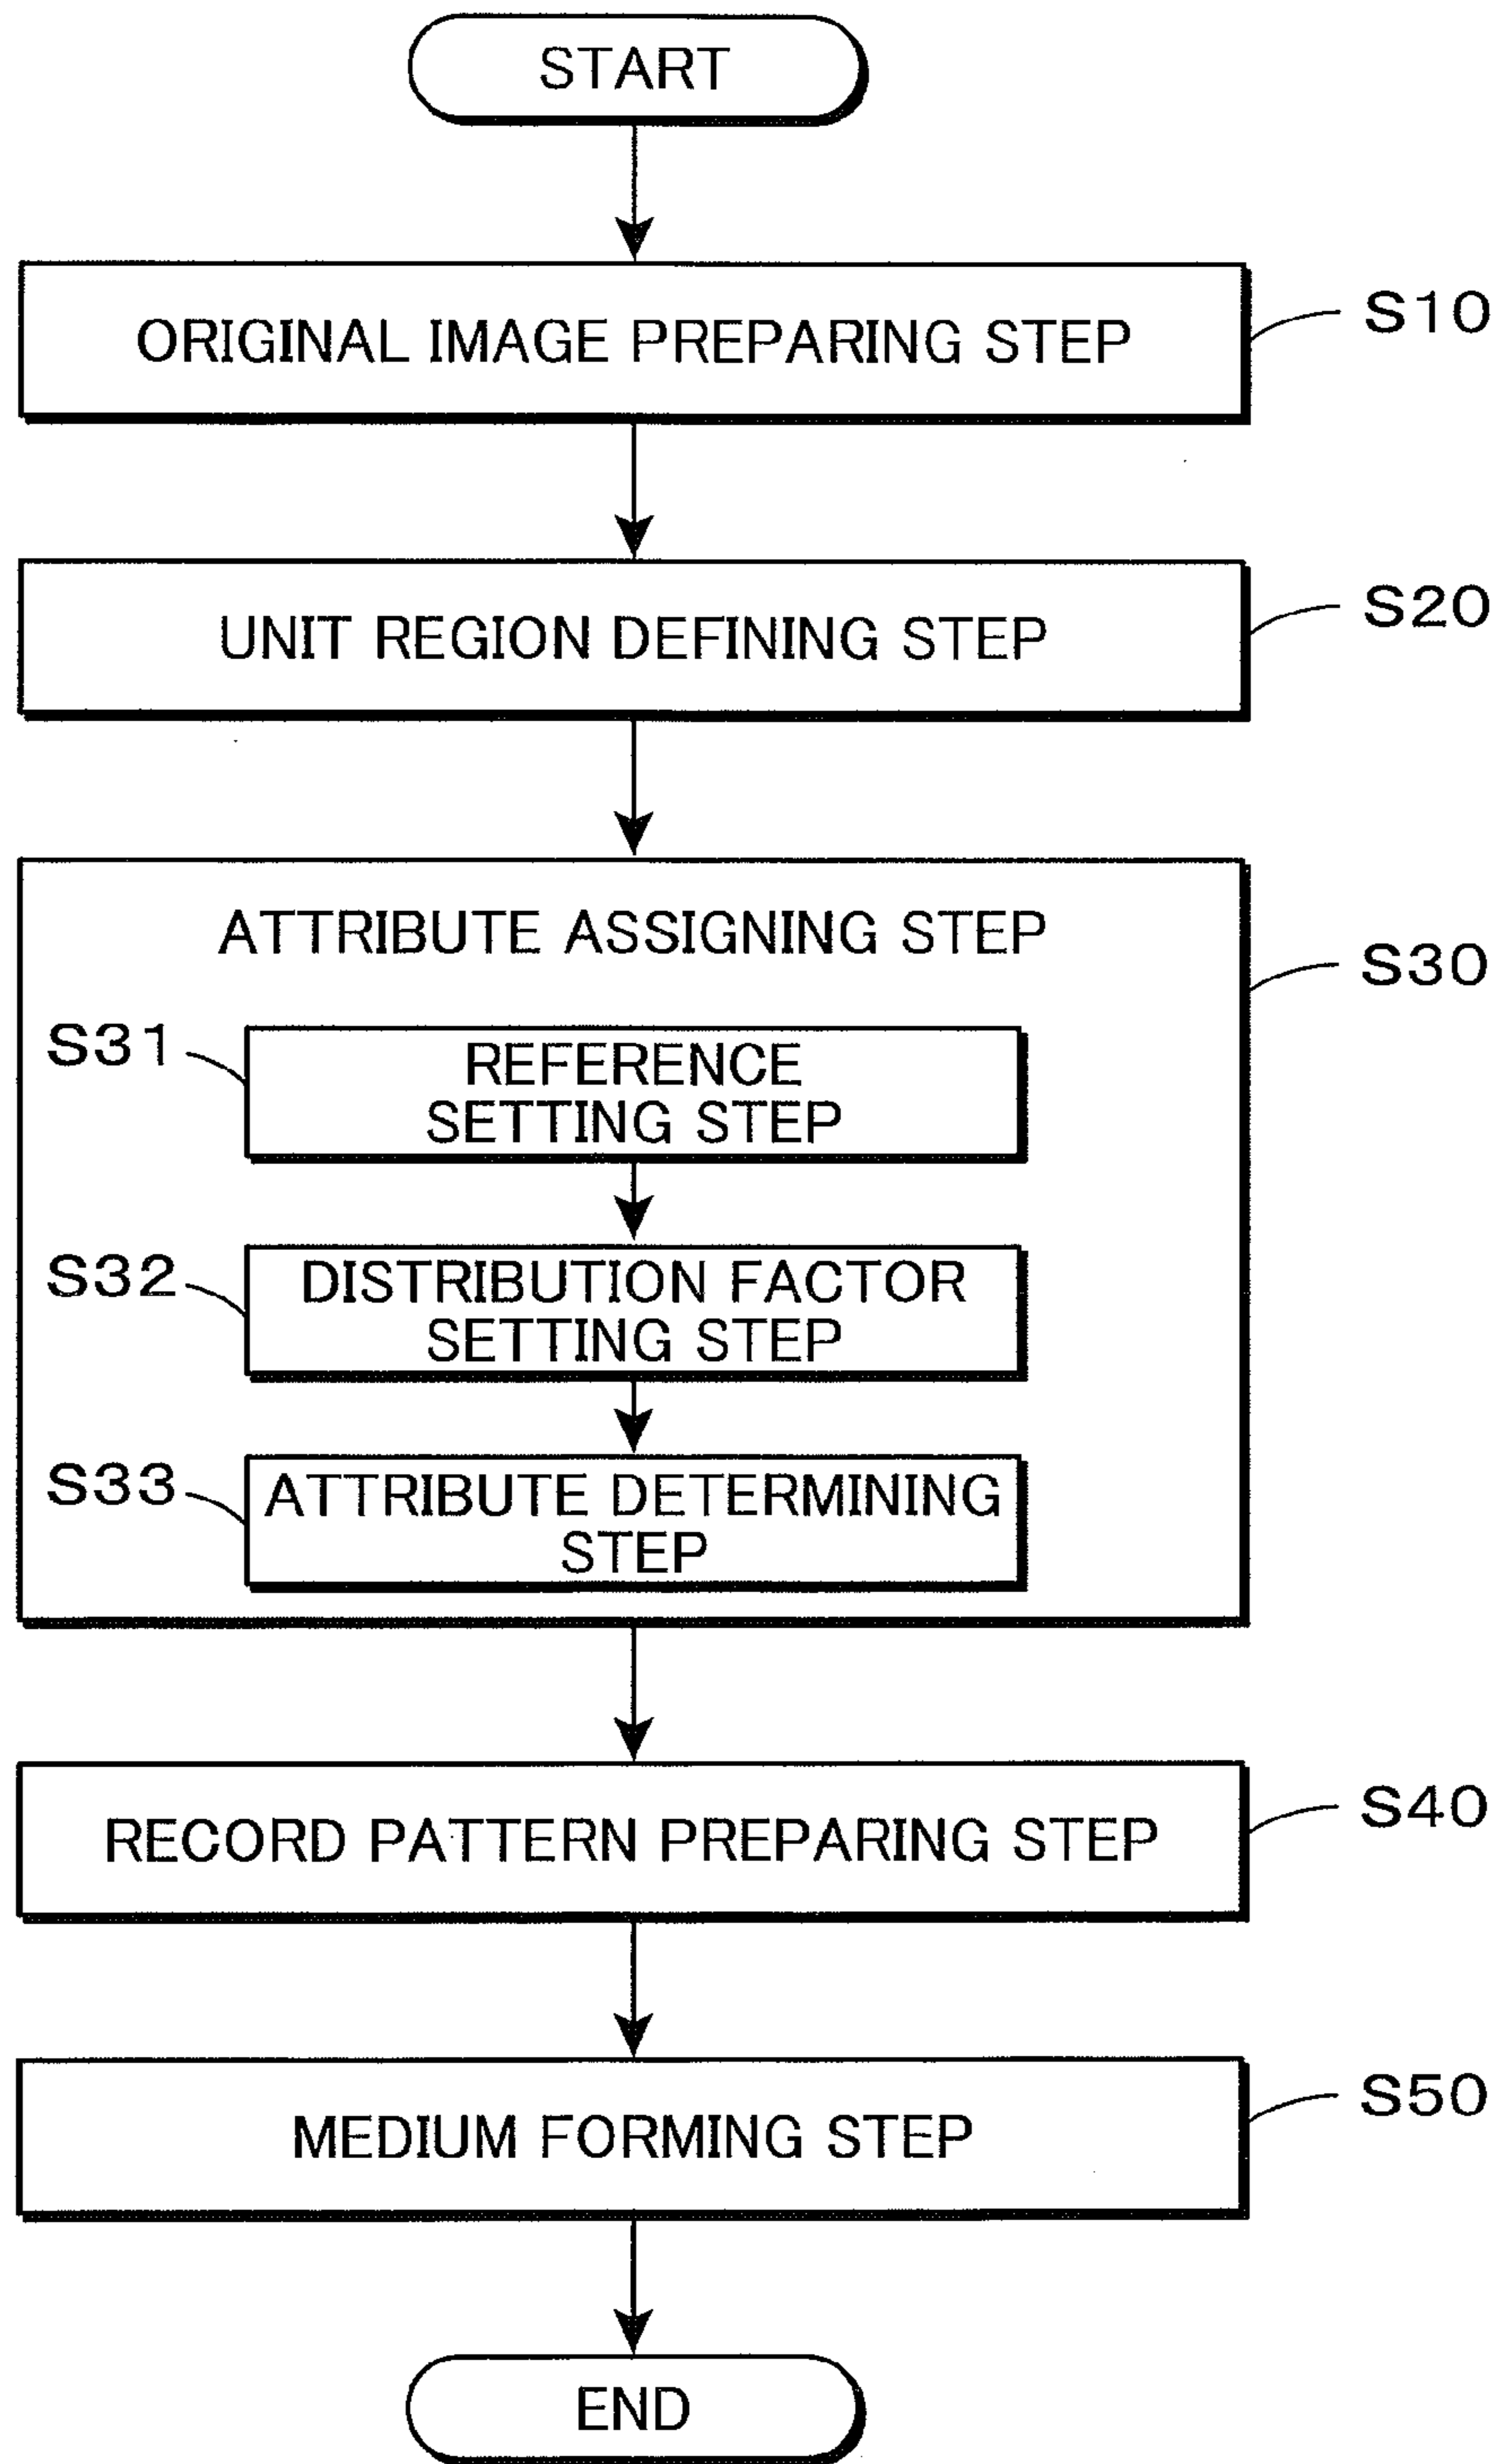 START
ORIGINAL IMAGE PREPARING STEP
S10
UNIT REGION DEFINING STEP
S20
ATTRIBUTE ASSIGNING STEP
S30
S31
REFERENCE
SETTING STEP
S32
DISTRIBUTION FACTOR
SETTING STEP
S33
ATTRIBUTE DETERMINING
STEP
RECORD PATTERN PREPARING STEP
S40
MEDIUM FORMING STEP
S50
END